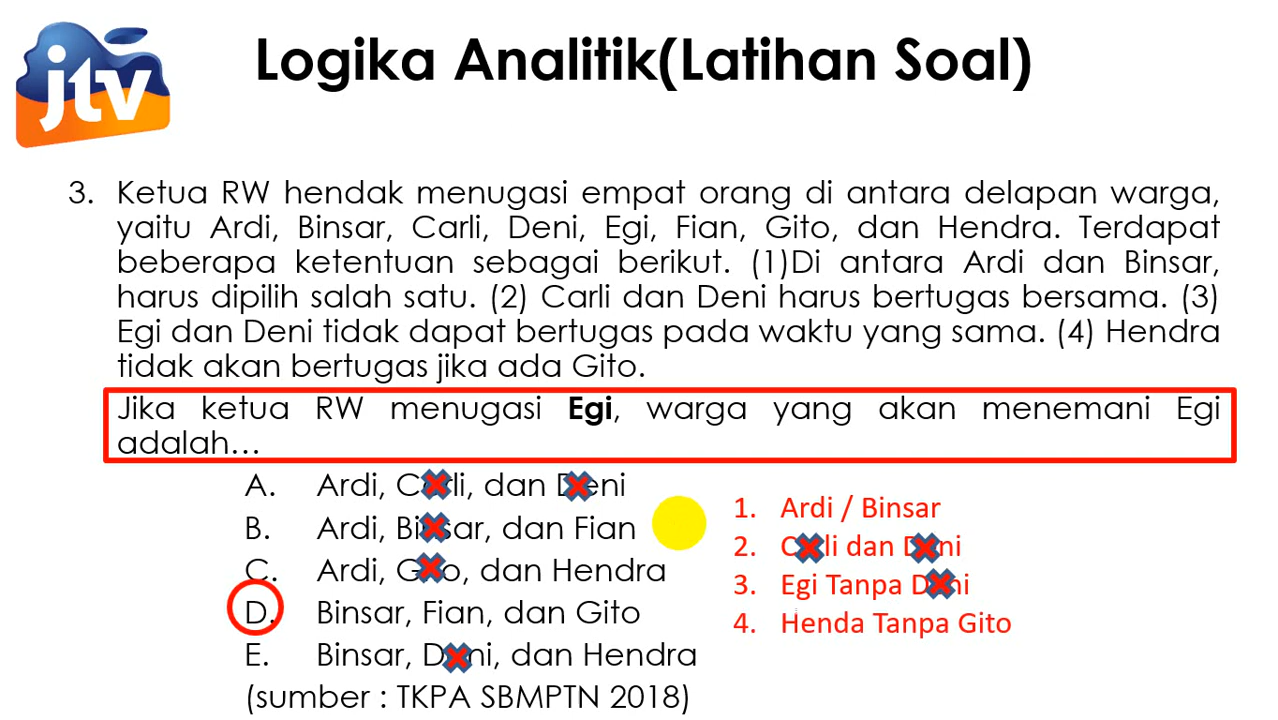 jtv
Logika Analitik(Latihan Soal)
3. Ketua RW hendak menugasi empat orang di antara delapan warga,
yaitu Ardi, Binsar, Carli, Deni, Egi, Fian, Gito, dan Hendra. Terdapat
beberapa ketentuan sebagai berikut. (1)Di antara Ardi dan Binsar,
harus dipilih salah satu. (2) Carli dan Deni harus bertugas bersama. (3)
Egi dan Deni tidak dapat bertugas pada waktu yang sama. (4) Hendra
tidak akan bertugas jika ada Gito.
Jika ketua RW menugasi Egi, warga yang akan menemani Egi
adalah...
A. Ardi, Carli, dan Deni
B. Ardi, Binsar, dan Fian
C. Ardi, Gito, dan Hendra
D. Binsar, Fian, dan Gito
E. Binsar, Deni, dan Hendra
(sumber : TKPA SBMPTN 2018)
1. Ardi / Binsar
2. Carli dan Deni
3. Egi Tanpa Deni
4. Henda Tanpa Gito